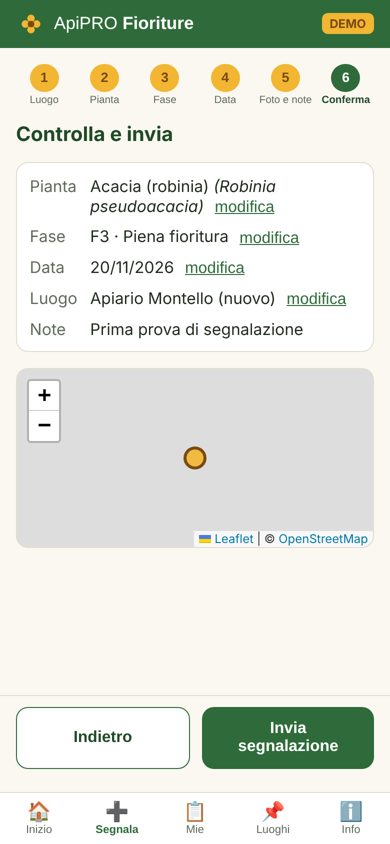 ApiPRO Fioriture
DEMO
1 2 3 4 5 6
Luogo Pianta Fase Data Foto e note Conferma
Controlla e invia
Pianta Acacia (robinia) (Robinia
pseudoacacia) modifica
Fase F3 · Piena fioritura modifica
Data 20/11/2026 modifica
Luogo Apiario Montello (nuovo) modifica
Note Prima prova di segnalazione
+
−
Leaflet | © OpenStreetMap
Indietro
Invia
segnalazione
Inizio Segnala Mie Luoghi Info